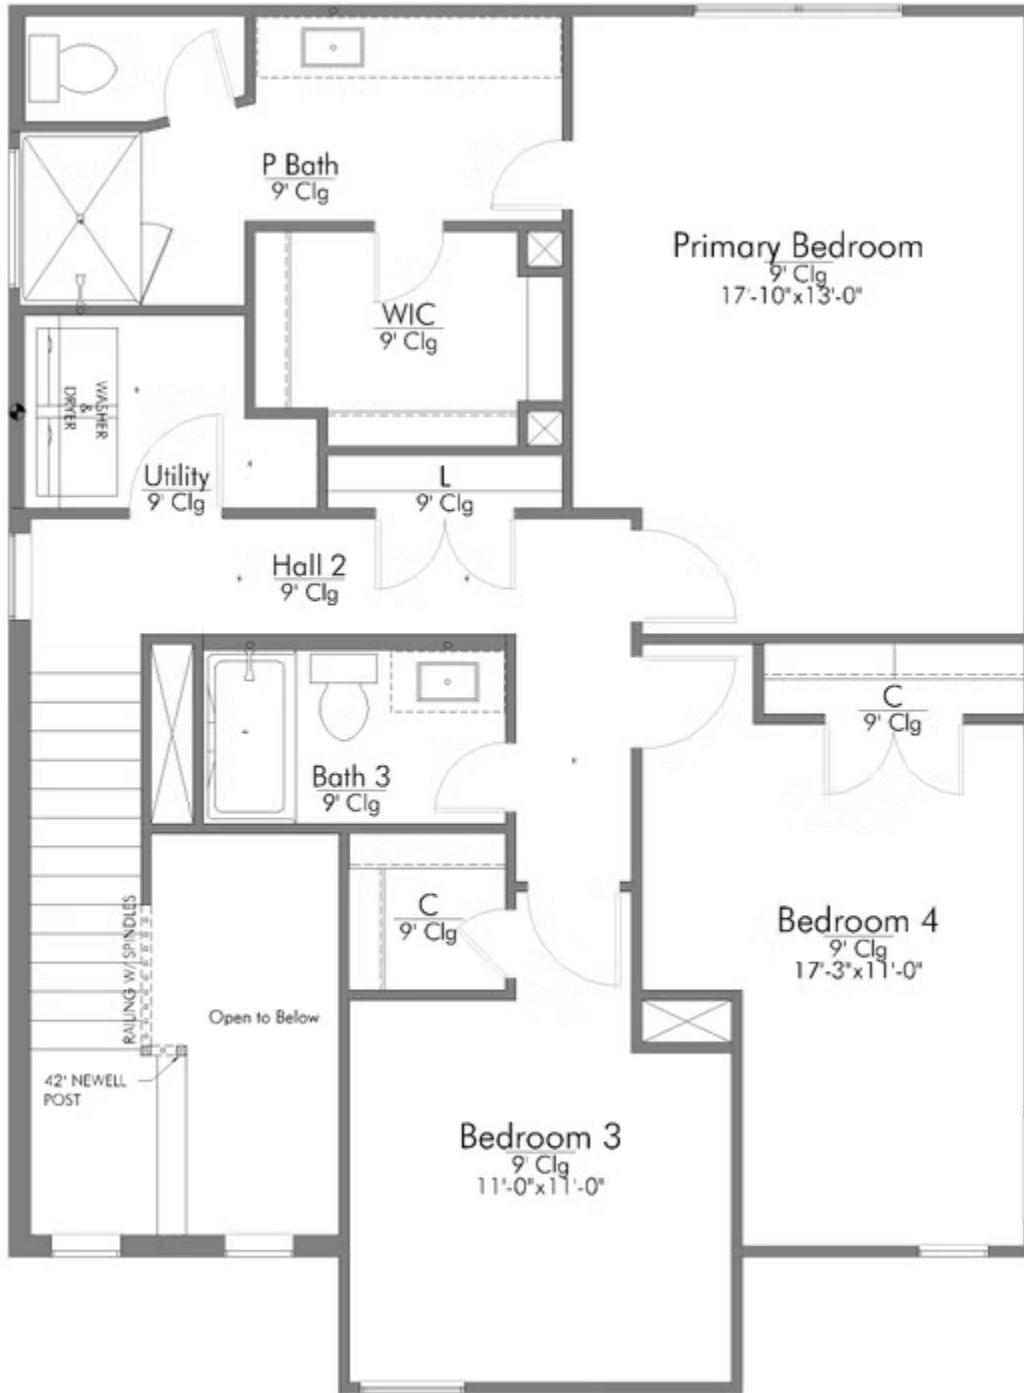 P Bath
9' Clg
Primary Bedroom
9' Clg
17'-10"x13'-0"
WIC
9' Clg
WASHER
&
DRYER
Utility
9' Clg
L
9' Clg
Hall 2
9' Clg
C
9' Clg
Bath 3
9' Clg
C
9' Clg
Bedroom 4
9' Clg
17'-3"x11'-0"
RAILING W/ SPINDLES
Open to Below
42" NEWELL
POST
Bedroom 3
9' Clg
11'-0"x11'-0"